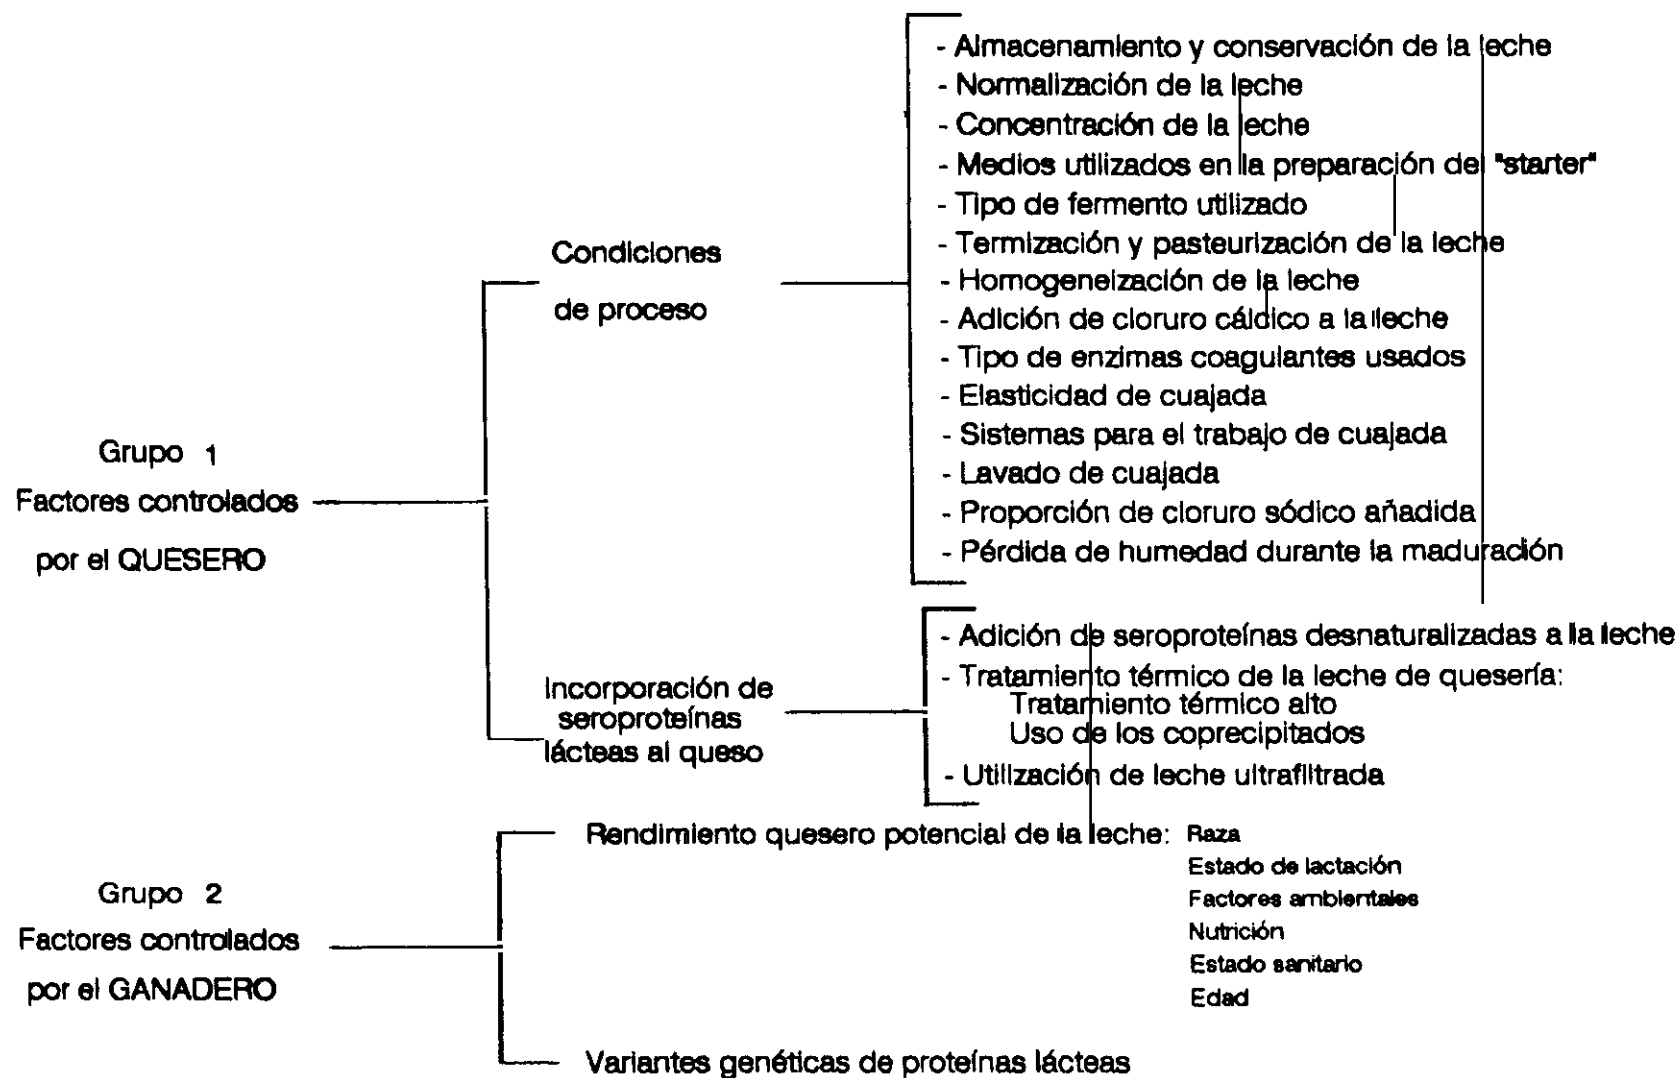 - Almacenamiento y conservación de la leche
- Normalización de la leche
- Concentración de la leche
- Medios utilizados en la preparación del "starter"
- Tipo de fermento utilizado
- Termización y pasteurización de la leche
- Homogeneización de la leche
- Adición de cloruro cálcico a la leche
- Tipo de enzimas coagulantes usados
- Elasticidad de cuajada
- Sistemas para el trabajo de cuajada
- Lavado de cuajada
- Proporción de cloruro sódico añadida
- Pérdida de humedad durante la maduración
Condiciones
de proceso
Grupo 1
Factores controlados
por el QUESERO
Incorporación de
seroproteínas
lácteas al queso
- Adición de seroproteínas desnaturalizadas a la leche
- Tratamiento térmico de la leche de quesería:
Tratamiento térmico alto
Uso de los coprecipitados
- Utilización de leche ultrafiltrada
Grupo 2
Factores controlados
por el GANADERO
Rendimiento quesero potencial de la leche: Raza
Estado de lactación
Factores ambientales
Nutrición
Estado sanitario
Edad
Variantes genéticas de proteínas lácteas